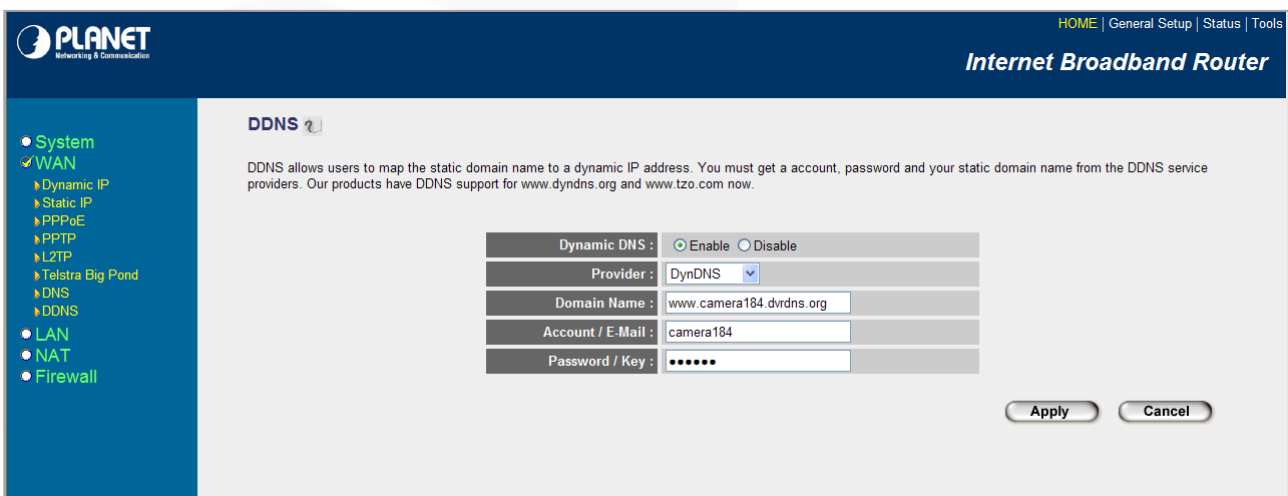 HOME | General Setup | Status | Tools
PLANET
Networking & Communication
Internet Broadband Router
System
WAN
Dynamic IP
Static IP
PPPoE
PPTP
L2TP
Telstra Big Pond
DNS
DDNS
LAN
NAT
Firewall
DDNS
DDNS allows users to map the static domain name to a dynamic IP address. You must get a account, password and your static domain name from the DDNS service
providers. Our products have DDNS support for www.dyndns.org and www.tzo.com now.
Dynamic DNS : Enable Disable
Provider : DynDNS
Domain Name : www.camera184.dvrdns.org
Account / E-Mail : camera184
Password / Key : ●●●●●●
Apply Cancel